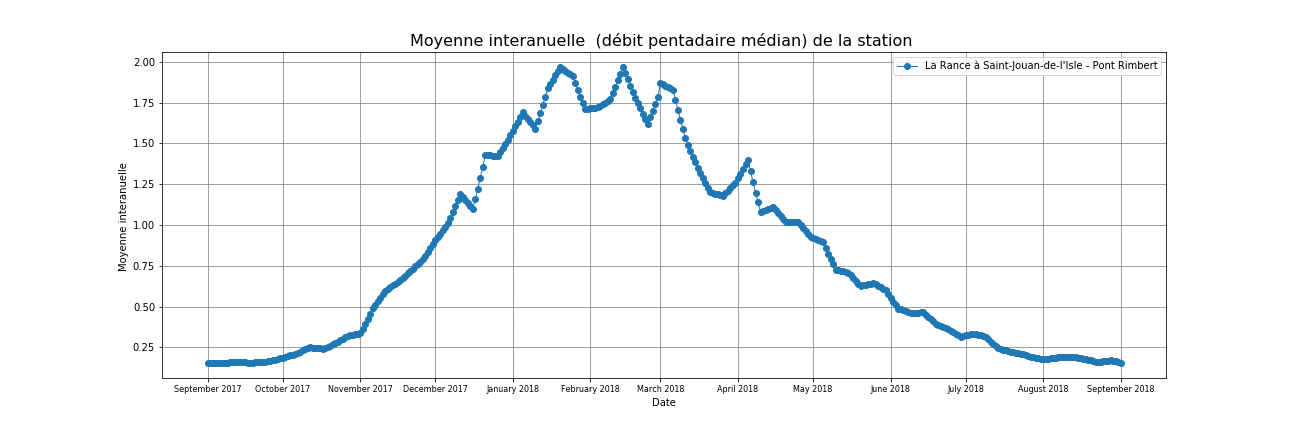 Moyenne interanuelle  (débit pentadaire médian) de la station
La Rance à Saint-Jouan-de-l'Isle - Pont Rimbert
Moyenne interanuelle
2.00
1.75
1.50
1.25
1.00
0.75
0.50
0.25
September 2017 October 2017 November 2017 December 2017 January 2018 February 2018 March 2018 April 2018 May 2018 June 2018 July 2018 August 2018 September 2018
Date